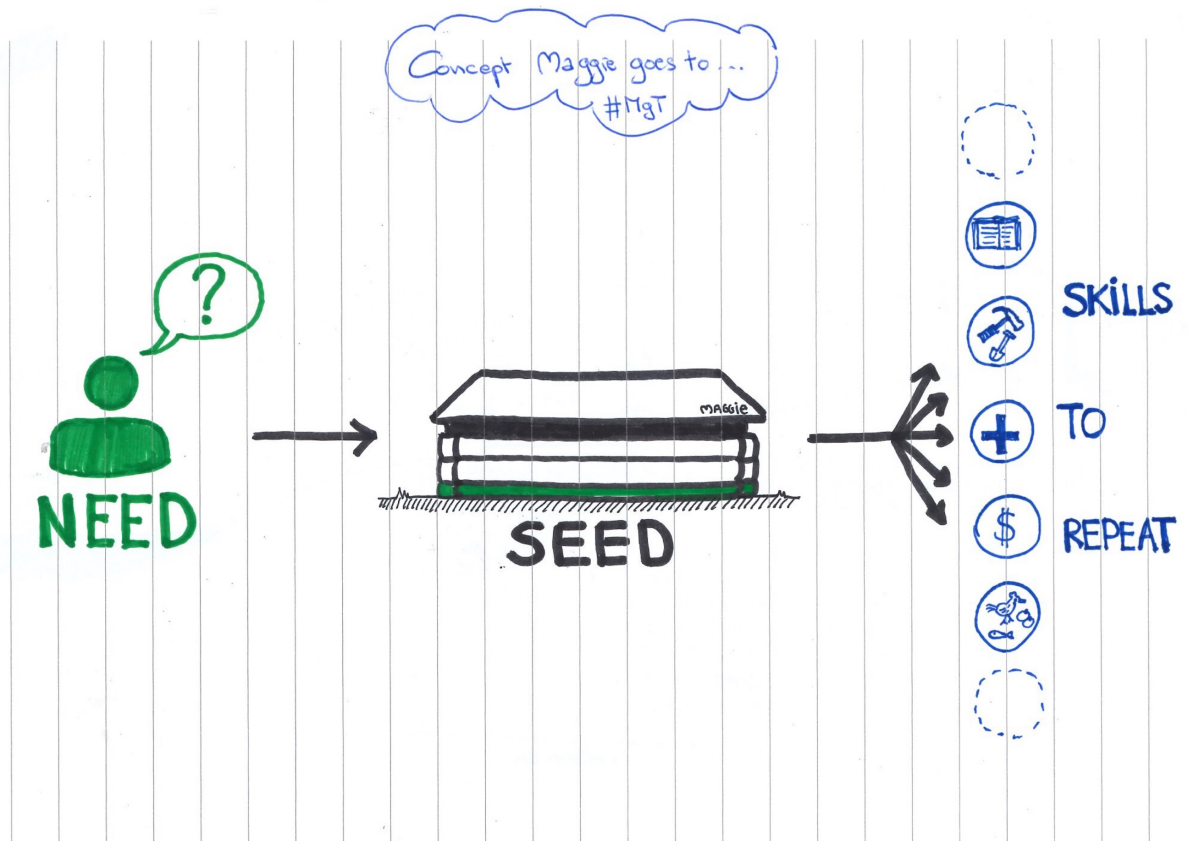 Concept Maggie goes to...
#MgT
?
NEED
MAGGie
SEED
$
SKiLLS
TO
REPEAT